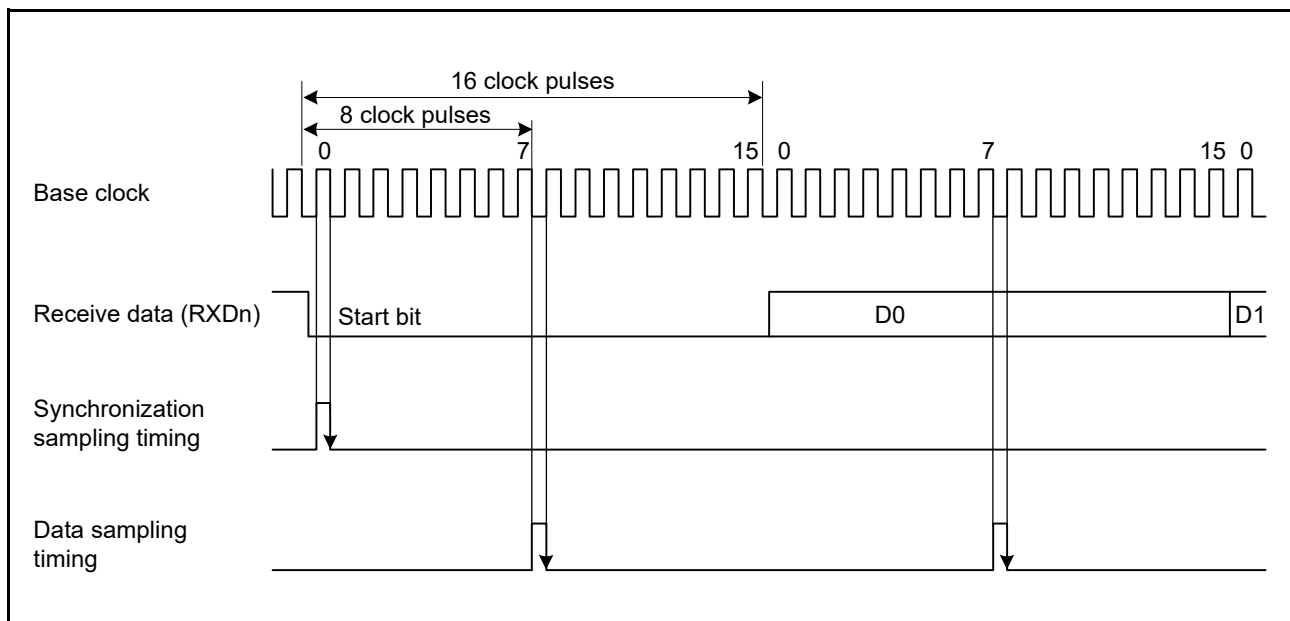 16 clock pulses
8 clock pulses
0 7 15 0 7 15 0
Base clock
Receive data (RXDn)
Start bit
D0
D1
Synchronization
sampling timing
Data sampling
timing